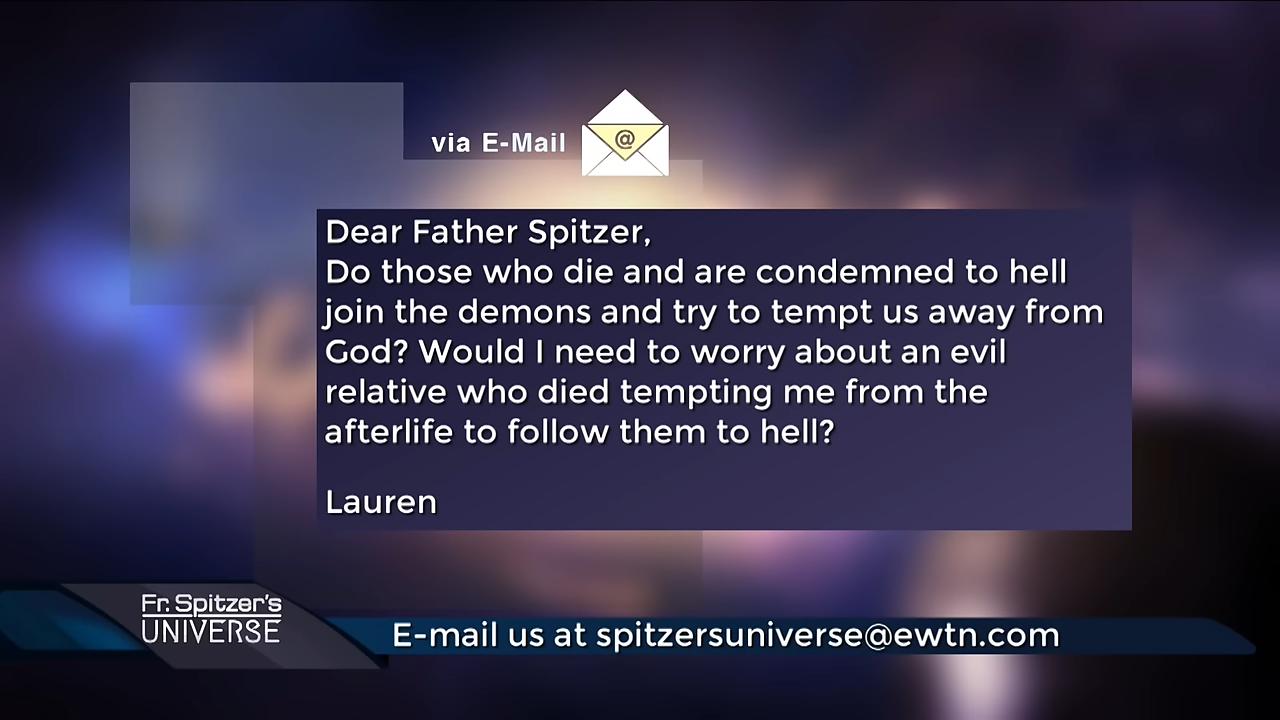 via E-Mail
@
Dear Father Spitzer,
Do those who die and are condemned to hell
join the demons and try to tempt us away from
God? Would I need to worry about an evil
relative who died tempting me from the
afterlife to follow them to hell?
Lauren
Fr. Spitzer's
UNIVERSE
E-mail us at spitzersuniverse@ewtn.com